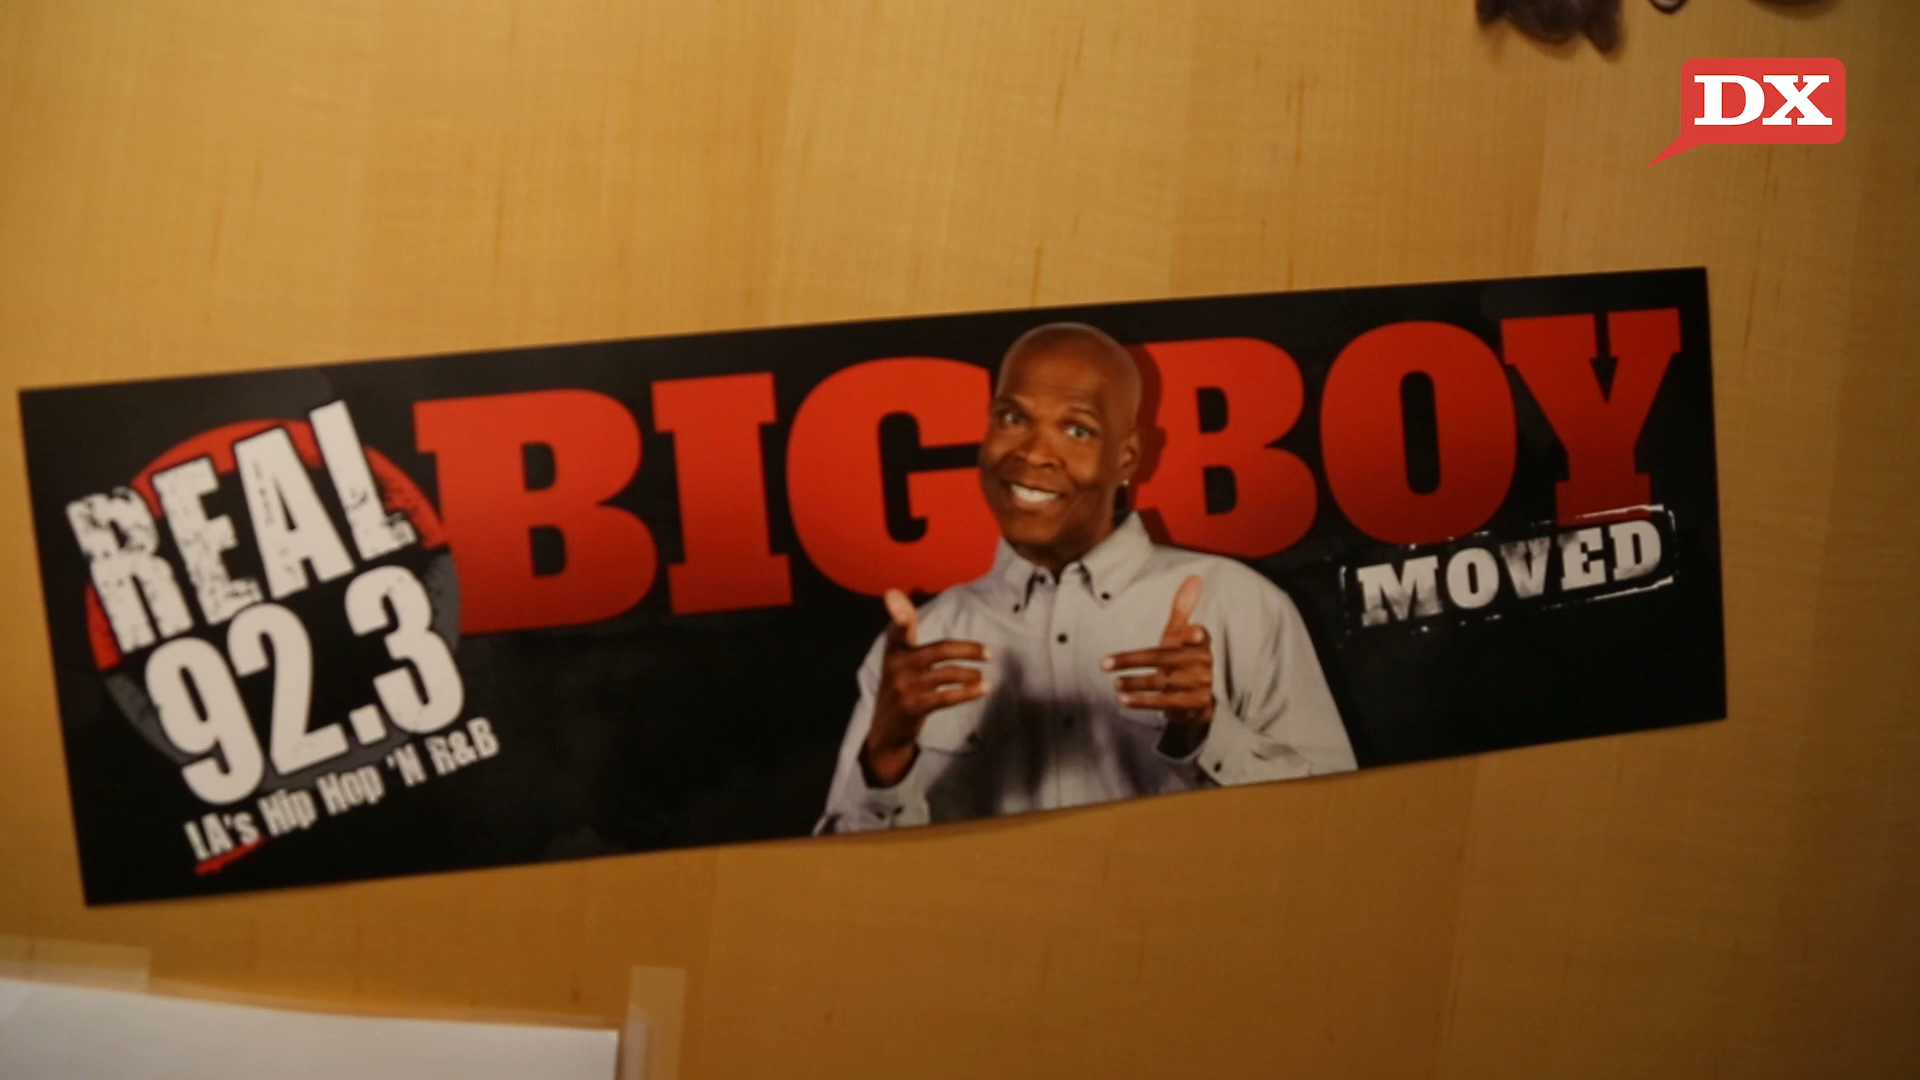 DX
REAL
92.3
LA's Hip Hop 'N R&B
BIG BOY
MOVED